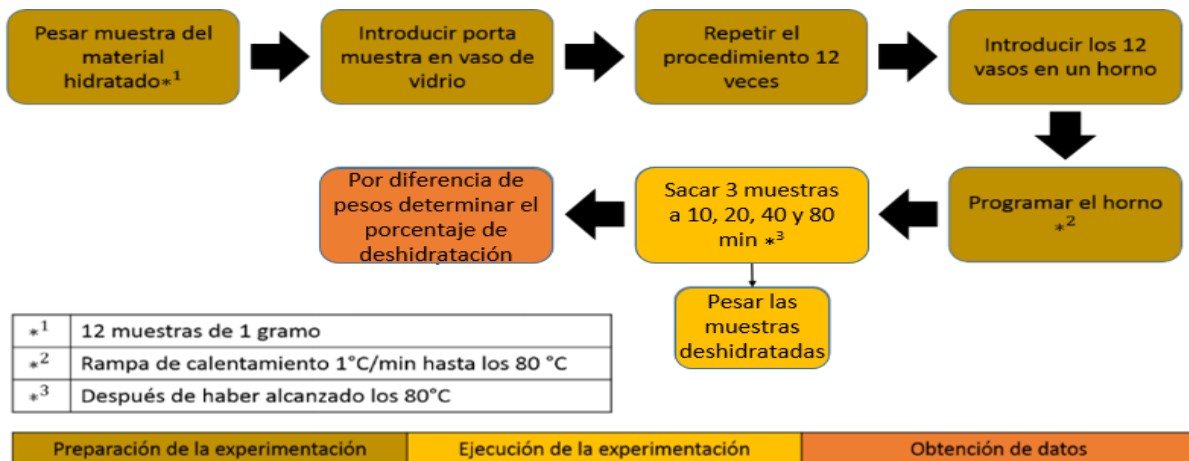 Pesar muestra del
material
hidratado*¹
Introducir porta
muestra en vaso de
vidrio
Repetir el
procedimiento 12
veces
Introducir los 12
vasos en un horno
Programar el horno
*²
Sacar 3 muestras
a 10, 20, 40 y 80
min *³
Por diferencia de
pesos determinar el
porcentaje de
deshidratación
Pesar las
muestras
deshidratadas
*¹ 12 muestras de 1 gramo
*² Rampa de calentamiento 1°C/min hasta los 80 °C
*³ Después de haber alcanzado los 80°C
Preparación de la experimentación Ejecución de la experimentación Obtención de datos